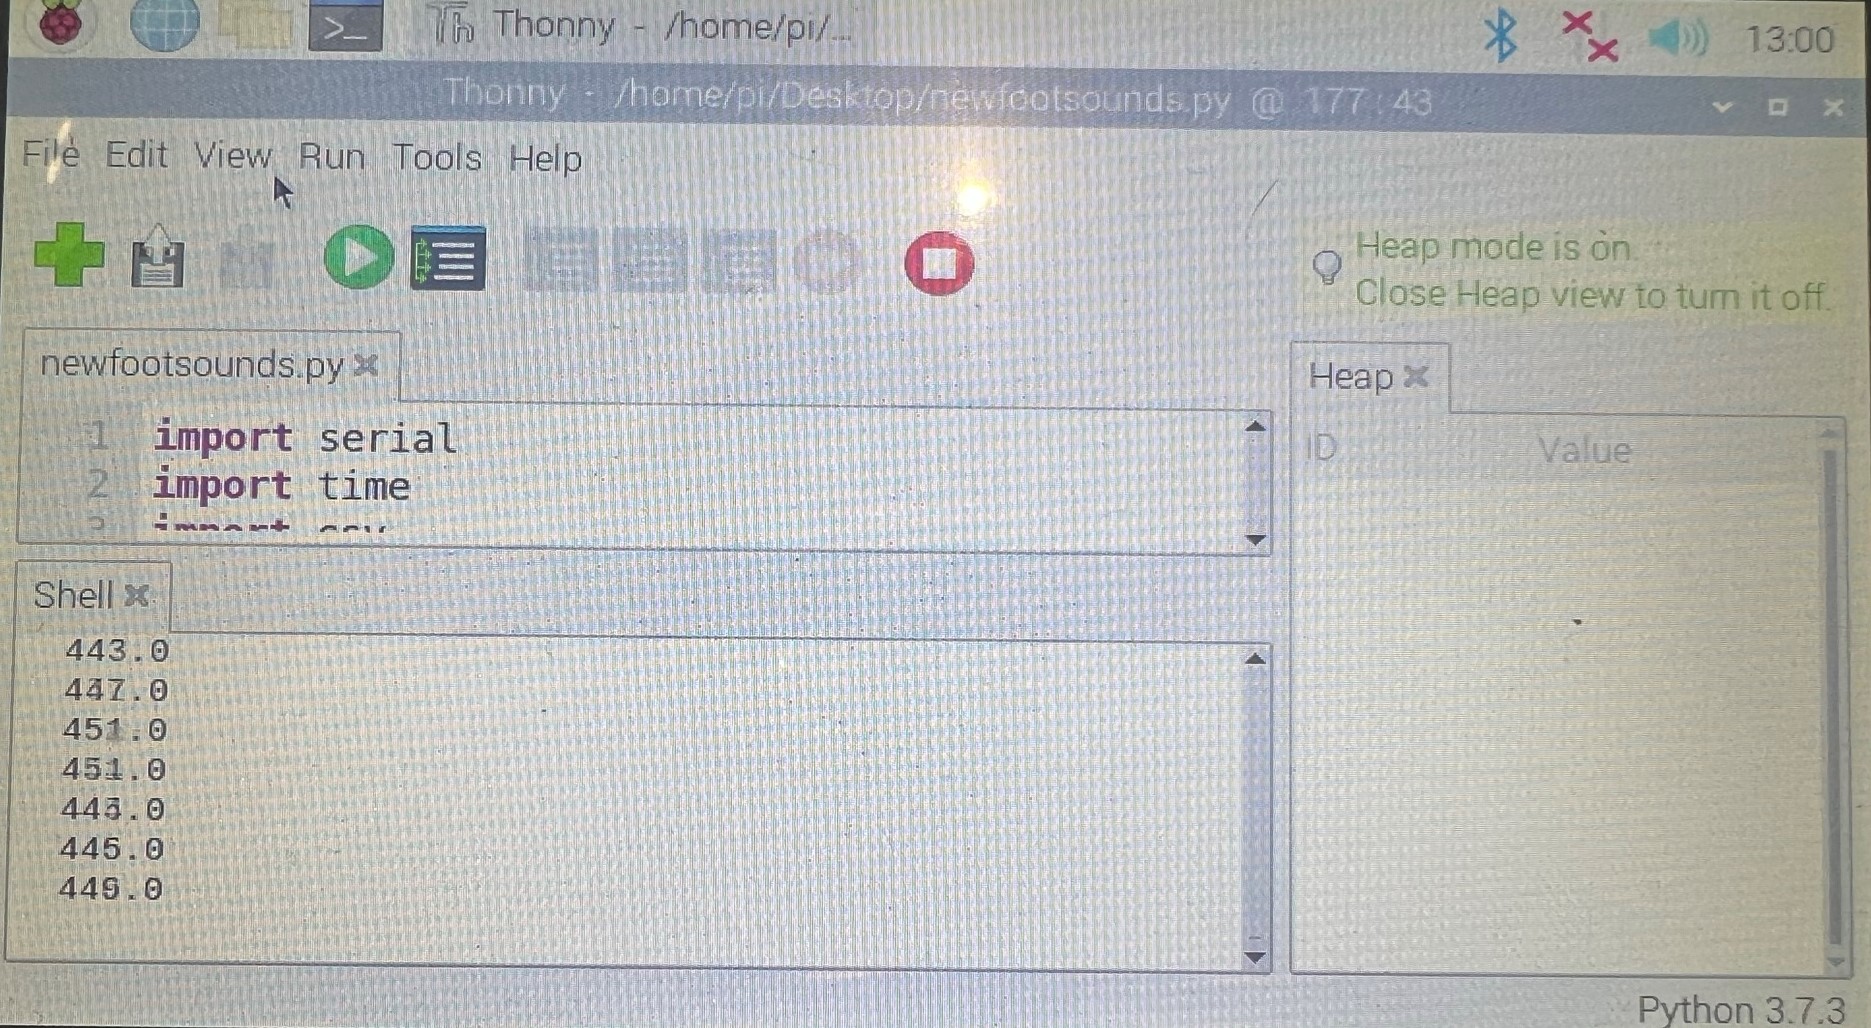 Thonny - /home/pi/...
13:00
Thonny - /home/pi/Desktop/newfootsounds.py @ 177:43
File Edit View Run Tools Help
Heap mode is on.
Close Heap view to turn it off.
newfootsounds.py
Heap
1 import serial
2 import time
import
ID Value
Shell
443.0
447.0
451.0
451.0
445.0
Python 3.7.3